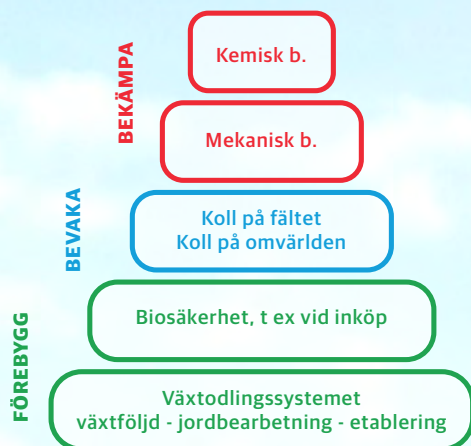 BEKÄMPA
Kemisk b.
Mekanisk b.
BEVAKA
Koll på fältet
Koll på omvärlden
FÖREBYGG
Biosäkerhet, t ex vid inköp
Växtodlingssystemet
växtföljd - jordbearbetning - etablering